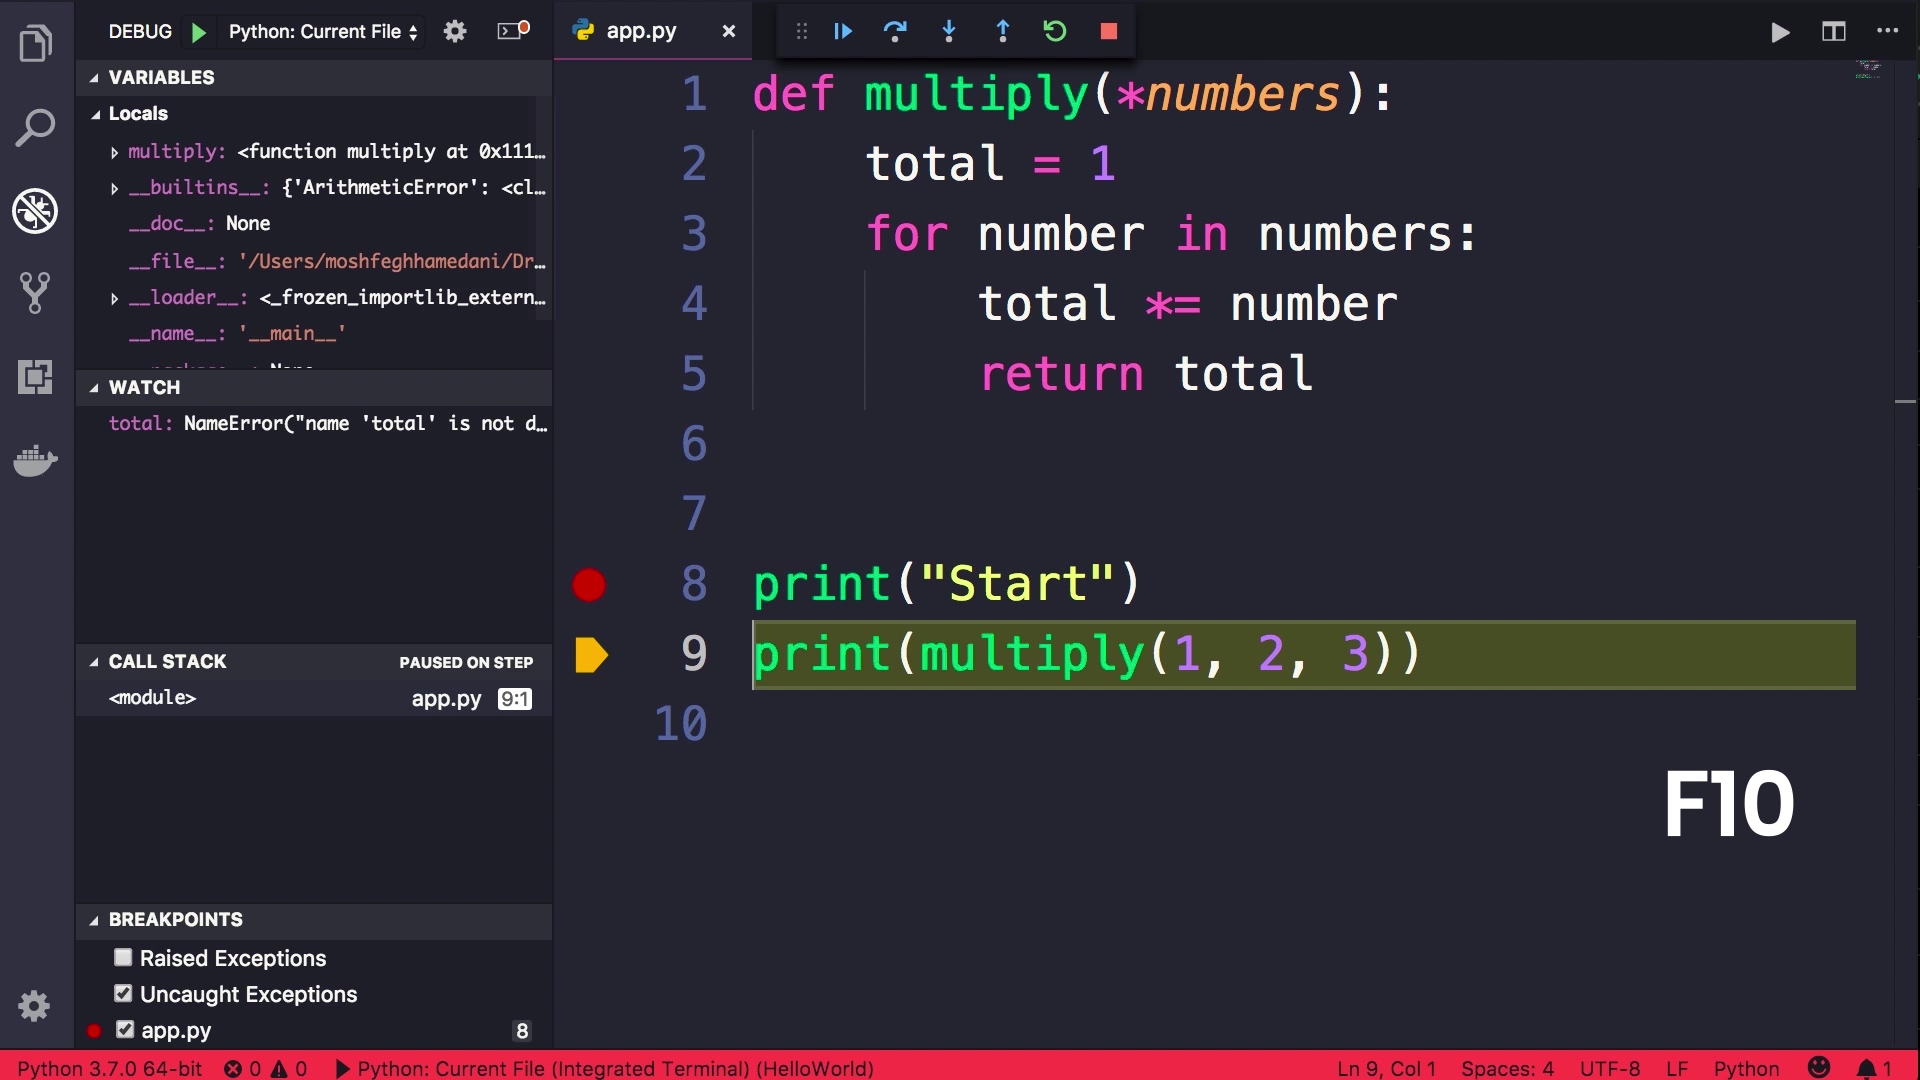 DEBUG Python: Current File
app.py
VARIABLES
Locals
multiply: <function multiply at 0x111…
__builtins__: {'ArithmeticError': <cl…
__doc__: None
__file__: '/Users/moshfeghhamedani/Dr…
__loader__: <_frozen_importlib_extern…
__name__: '__main__'
WATCH
total: NameError("name 'total' is not d…
CALL STACK PAUSED ON STEP
<module> app.py 9:1
BREAKPOINTS
Raised Exceptions
Uncaught Exceptions
app.py 8
1 def multiply(*numbers):
2     total = 1
3     for number in numbers:
4         total *= number
5         return total
6
7
8 print("Start")
9 print(multiply(1, 2, 3))
10
F10
Python 3.7.0 64-bit 0 0 Python: Current File (Integrated Terminal) (HelloWorld) Ln 9, Col 1 Spaces: 4 UTF-8 LF Python 1